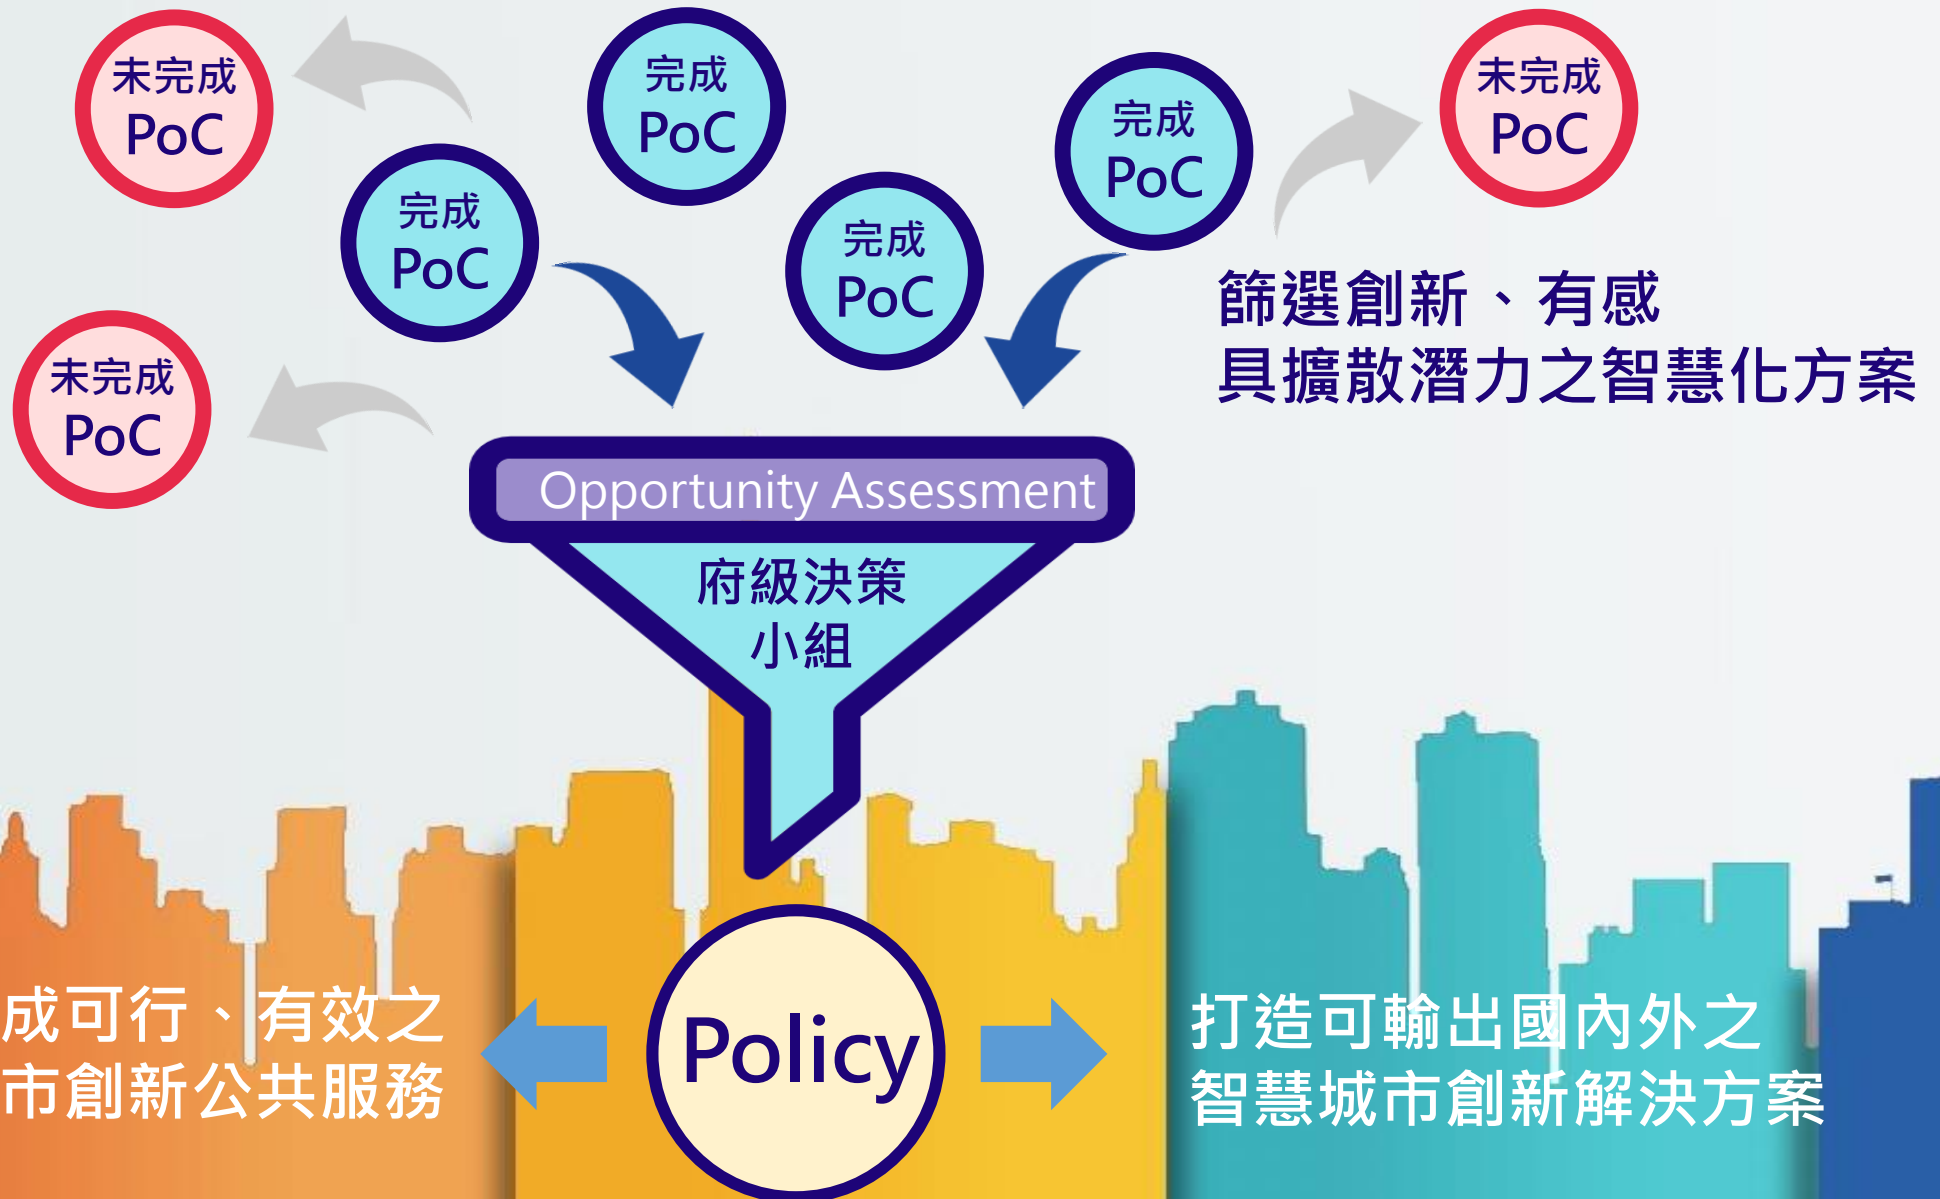 未完成
PoC
完成
PoC
完成
PoC
未完成
PoC
完成
PoC
完成
PoC
篩選創新、有感
具擴散潛力之智慧化方案
未完成
PoC
Opportunity Assessment
府級決策
小組
Policy
成可行、有效之
市創新公共服務
打造可輸出國內外之
智慧城市創新解決方案